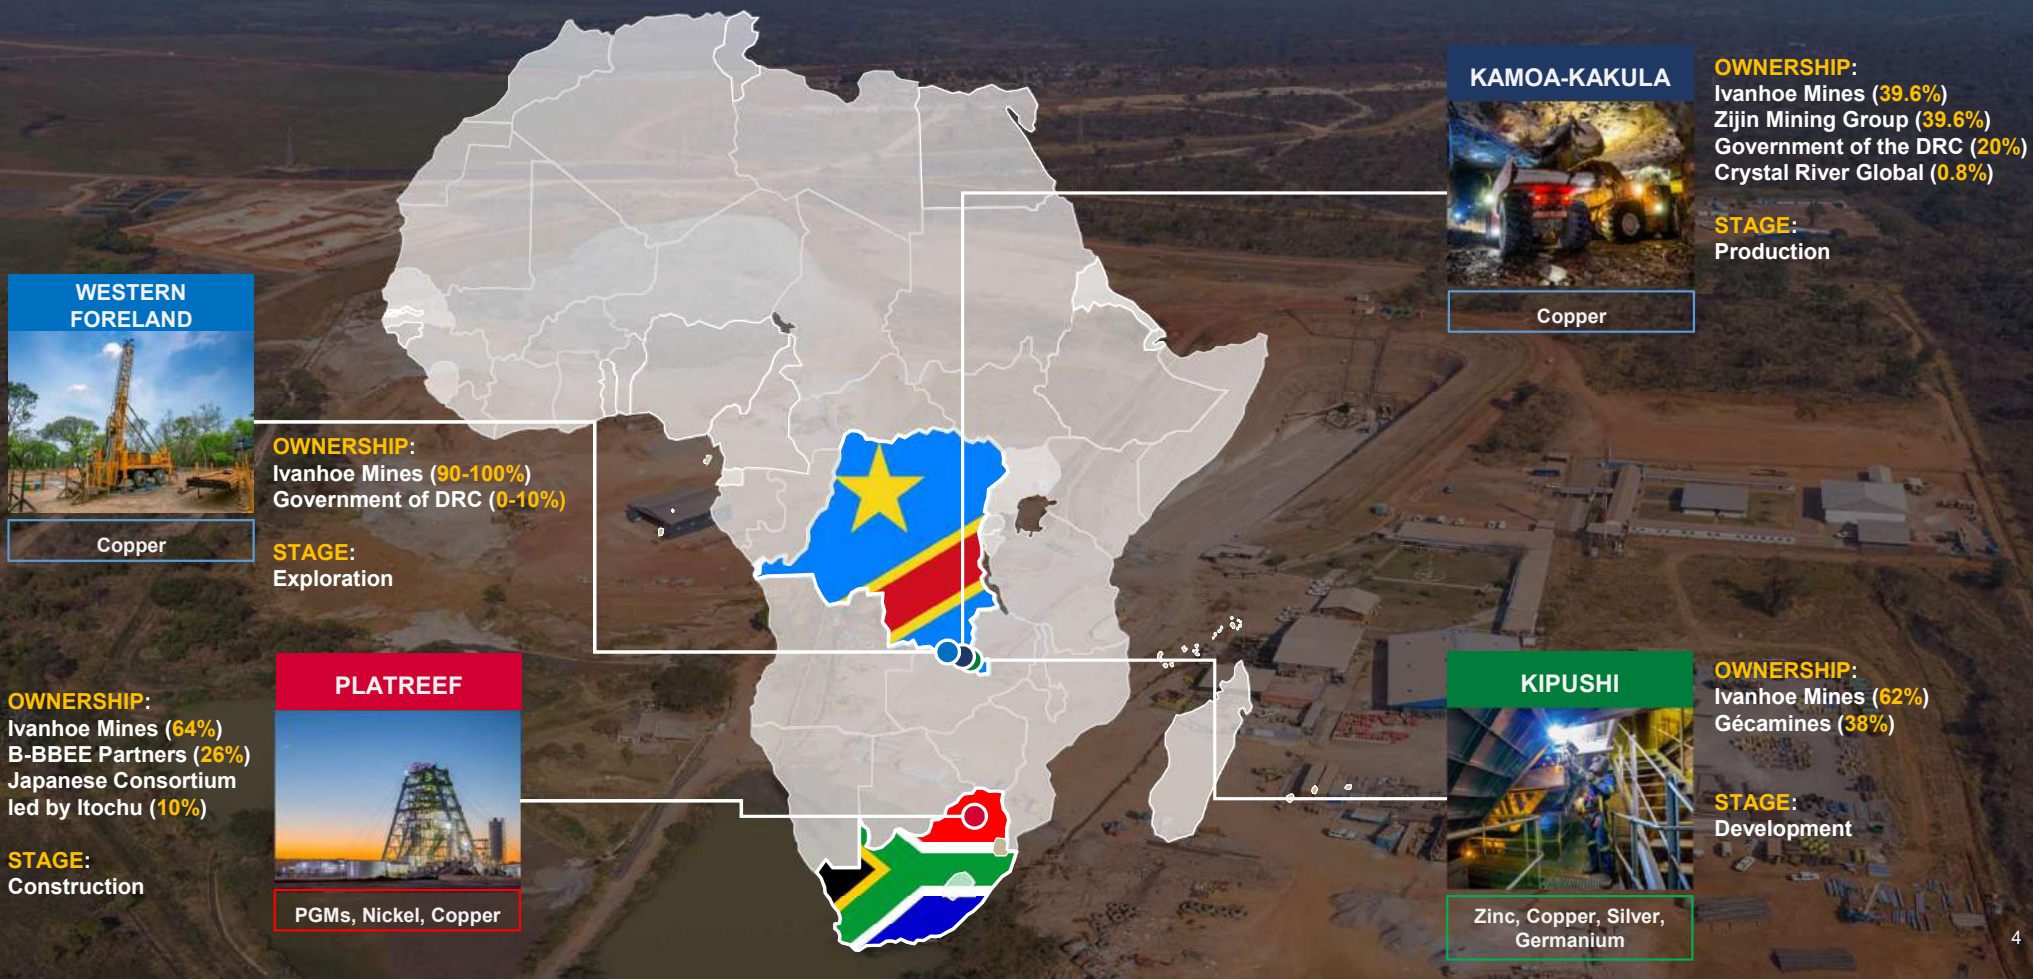 KAMOA-KAKULA
Copper
OWNERSHIP:
Ivanhoe Mines (39.6%)
Zijin Mining Group (39.6%)
Government of the DRC (20%)
Crystal River Global (0.8%)
STAGE:
Production
WESTERN
FORELAND
Copper
OWNERSHIP:
Ivanhoe Mines (90-100%)
Government of DRC (0-10%)
STAGE:
Exploration
OWNERSHIP:
Ivanhoe Mines (64%)
B-BBEE Partners (26%)
Japanese Consortium
led by Itochu (10%)
STAGE:
Construction
PLATREEF
PGMs, Nickel, Copper
KIPUSHI
Zinc, Copper, Silver,
Germanium
OWNERSHIP:
Ivanhoe Mines (62%)
Gécamines (38%)
STAGE:
Development
4